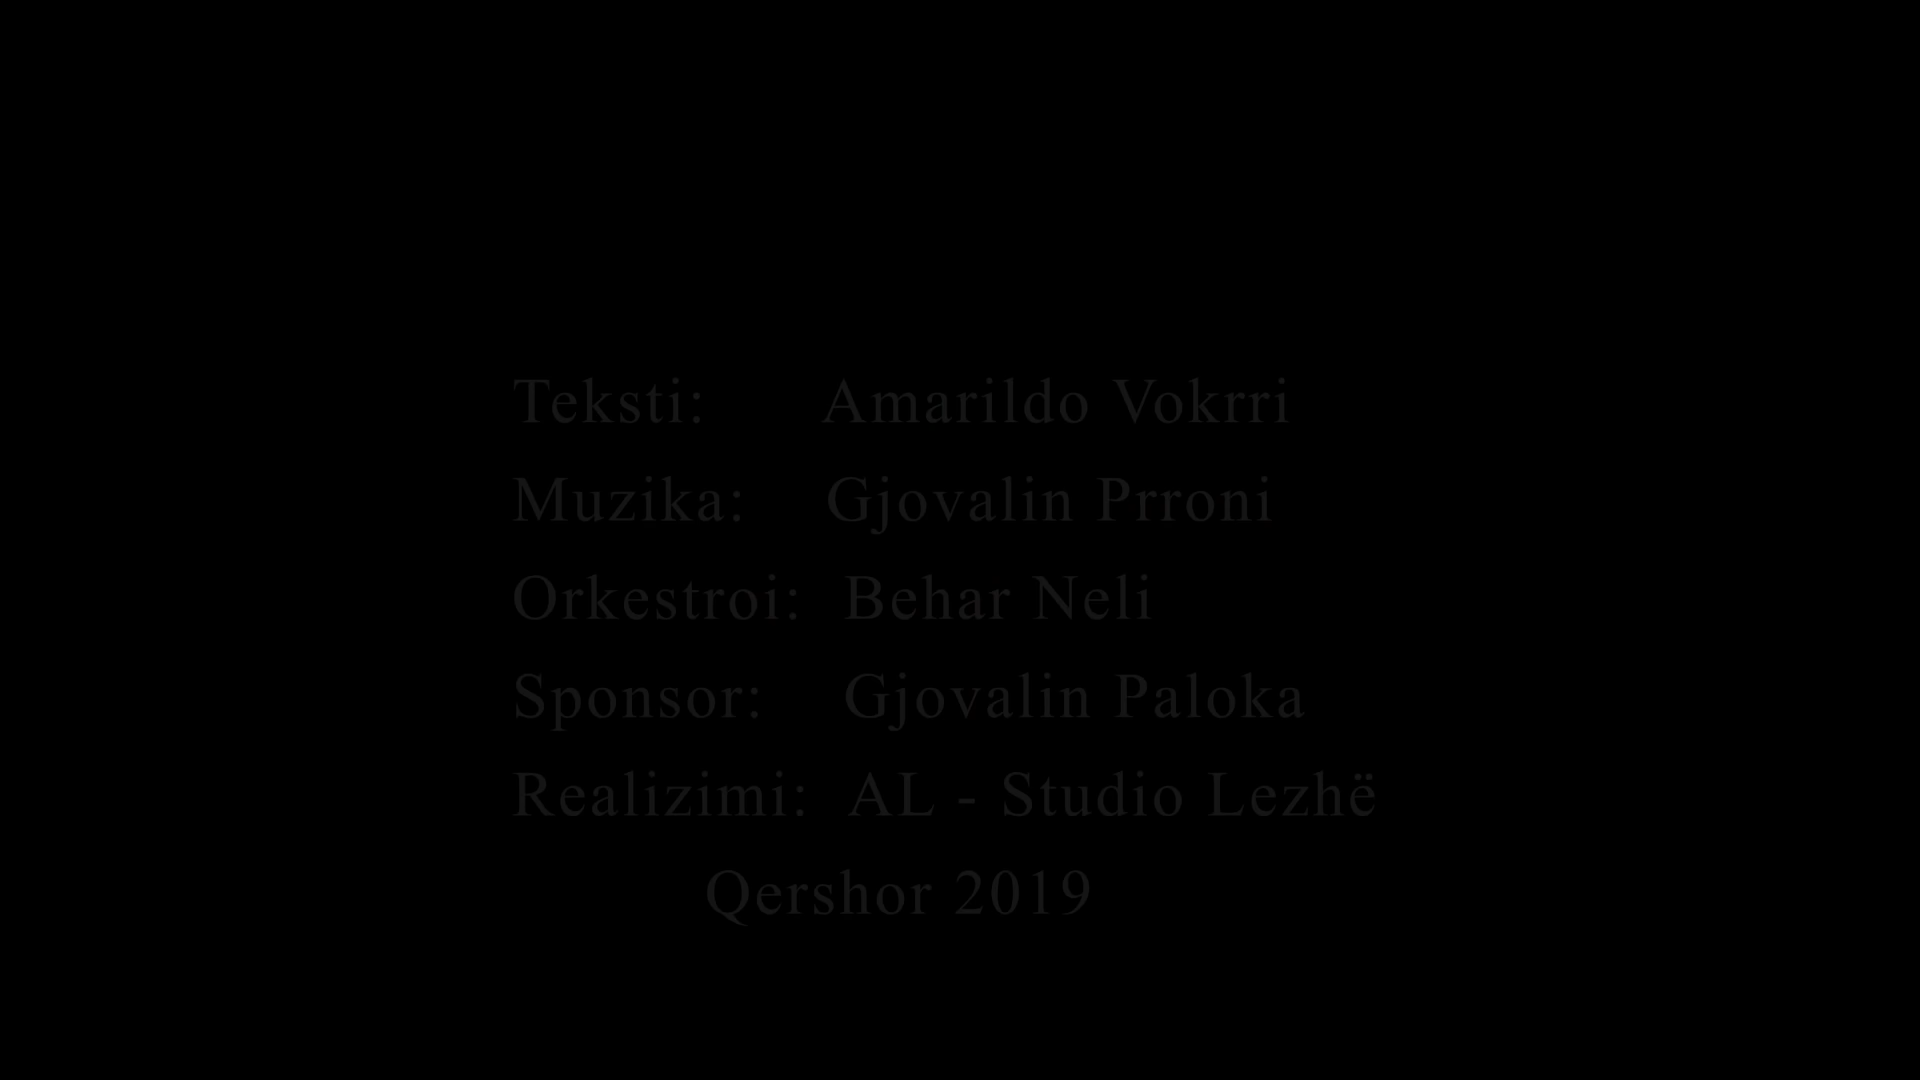 Teksti: Amarildo Vokrri
Muzika: Gjovalin Prroni
Orkestroi: Behar Neli
Sponsor: Gjovalin Paloka
Realizimi: AL - Studio Lezhë
Qershor 2019